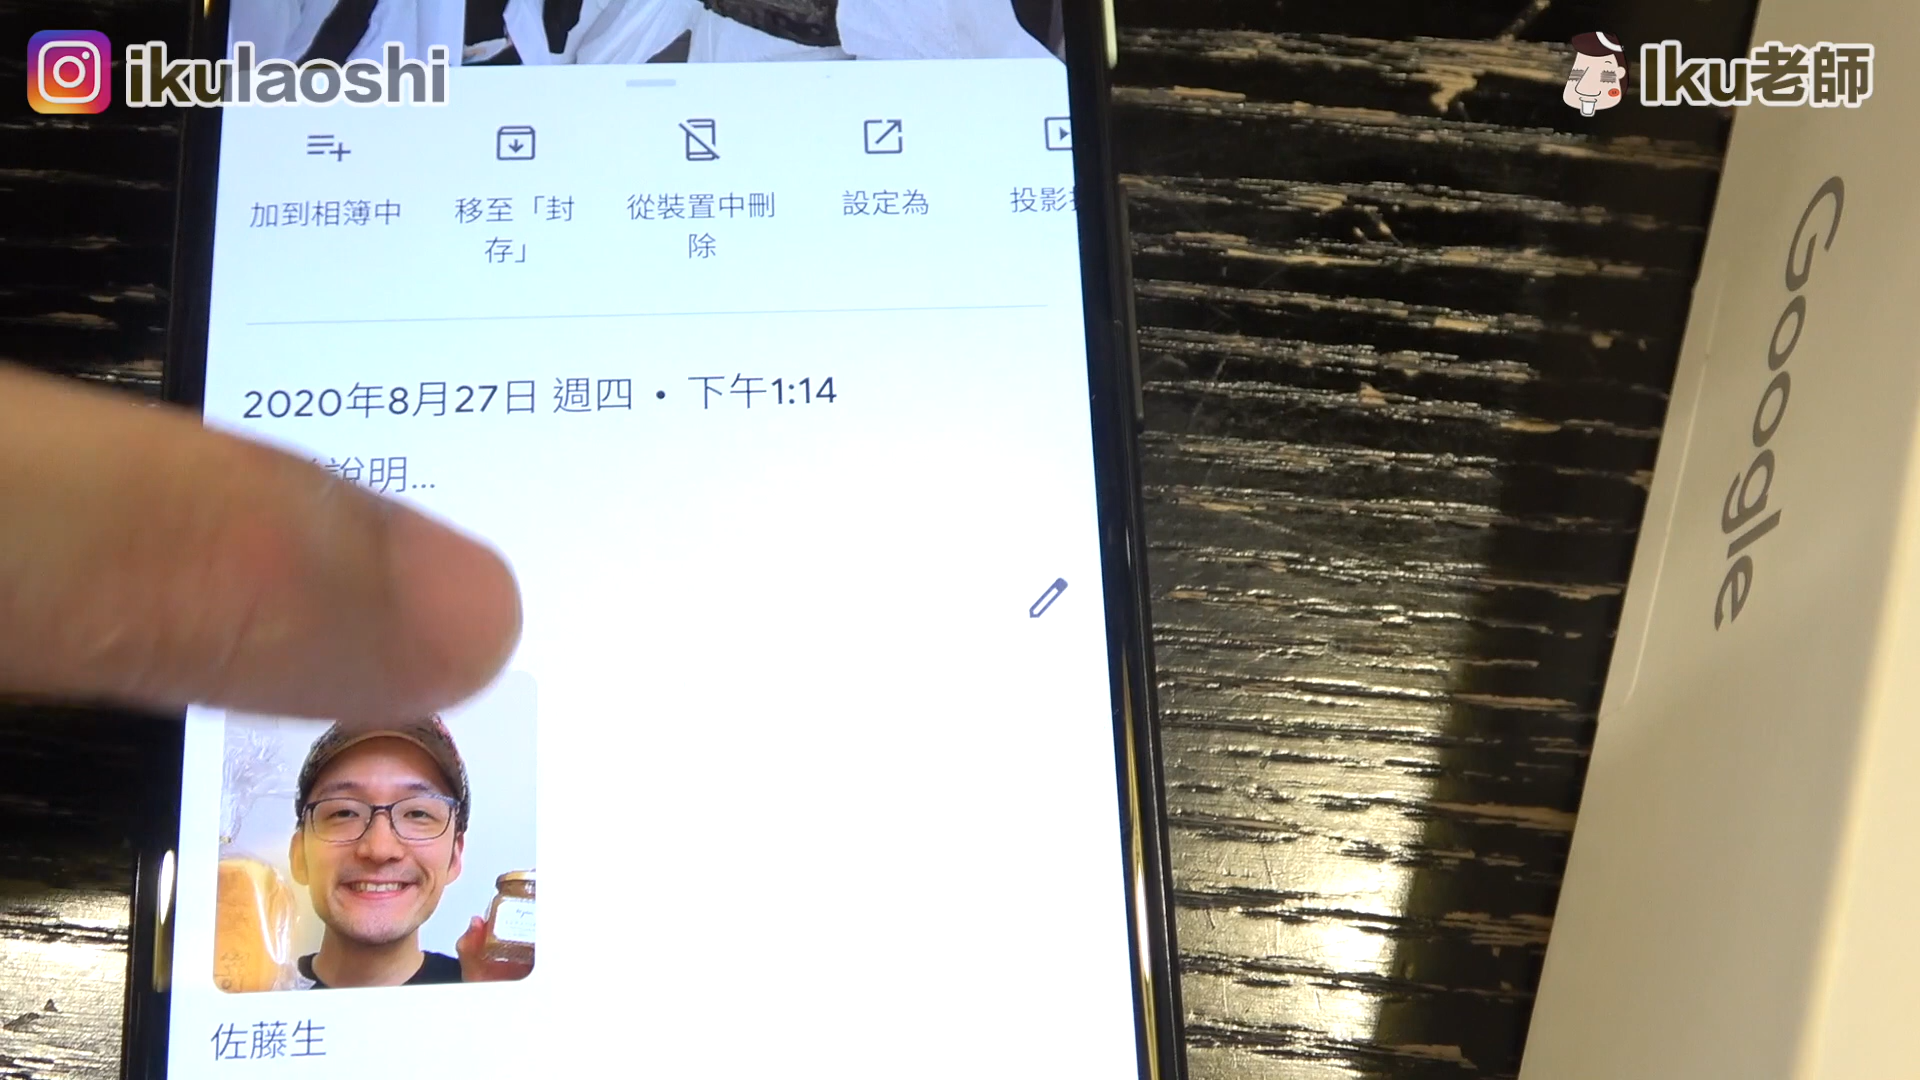 ikulaoshi
Iku老師
加到相簿中
移至「封
存」
從裝置中刪
除
設定為
投影
2020年8月27日 週四 • 下午1:14
說明...
佐藤生
Google